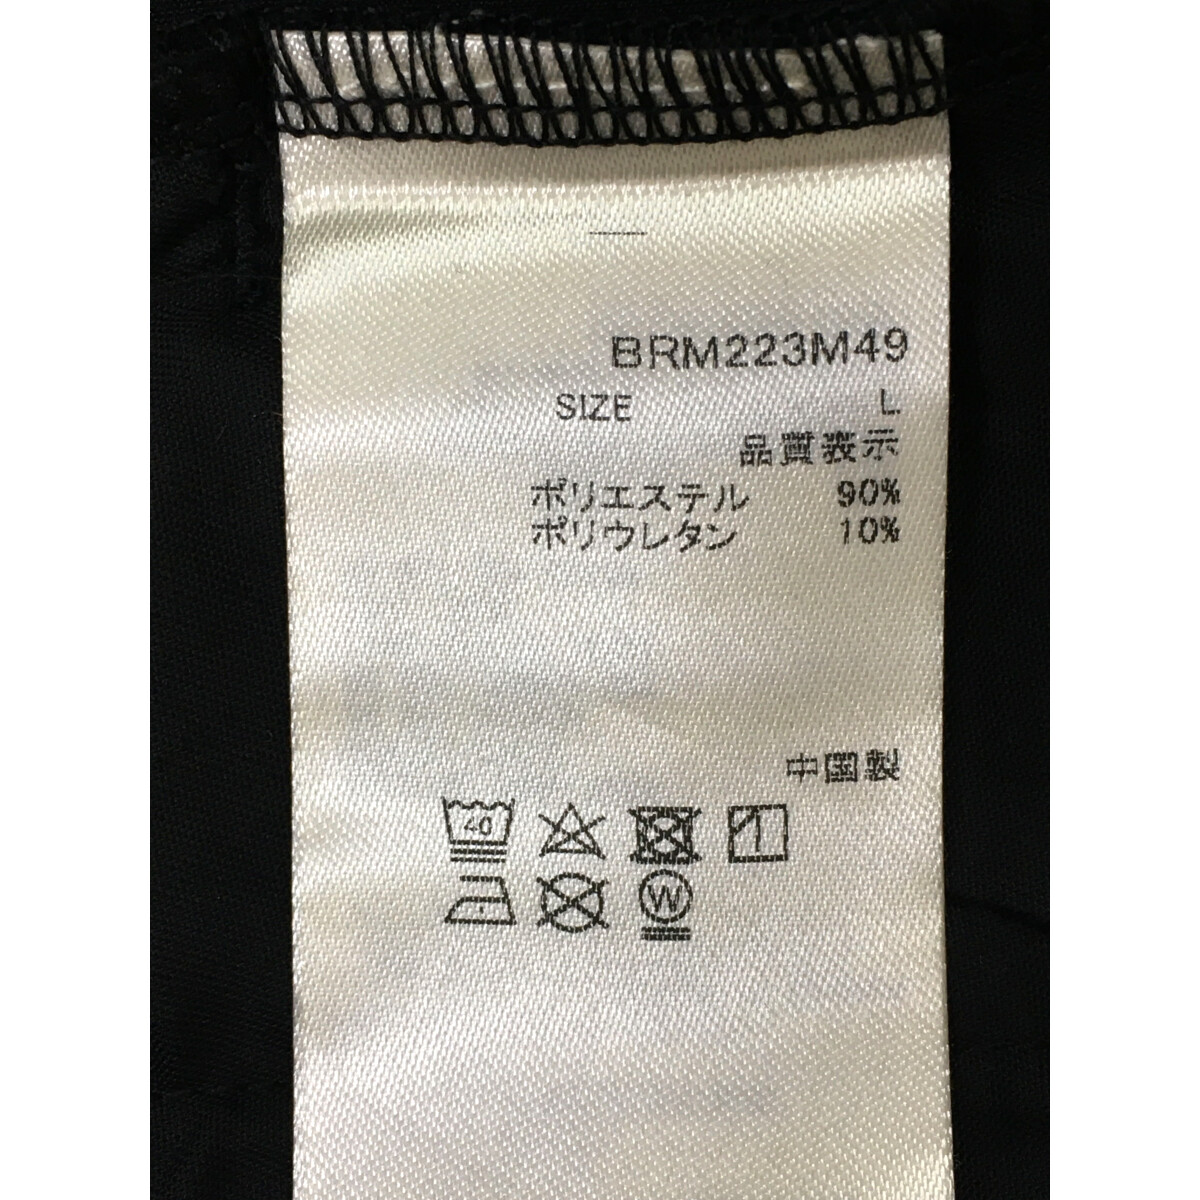 BRM223M49
SIZE L
品質表示
ポリエステル 90%
ポリウレタン 10%
中国製
40
W